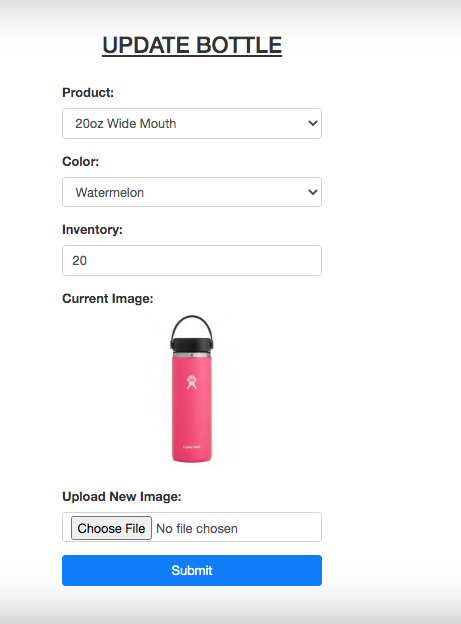 UPDATE BOTTLE
Product:
20oz Wide Mouth
Color:
Watermelon
Inventory:
20
Current Image:
Upload New Image:
Choose File No file chosen
Submit